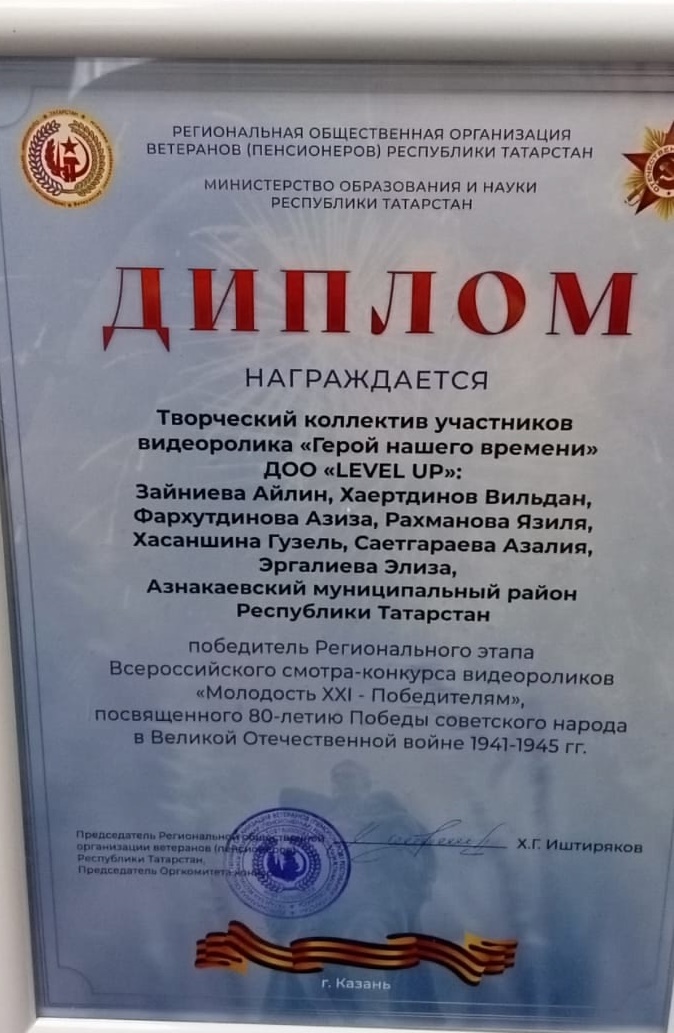 РЕГИОНАЛЬНАЯ ОБЩЕСТВЕННАЯ ОРГАНИЗАЦИЯ
ВЕТЕРАНОВ (ПЕНСИОНЕРОВ) РЕСПУБЛИКИ ТАТАРСТАН
МИНИСТЕРСТВО ОБРАЗОВАНИЯ И НАУКИ
РЕСПУБЛИКИ ТАТАРСТАН
ДИПЛОМ
НАГРАЖДАЕТСЯ
Творческий коллектив участников
видеоролика «Герой нашего времени»
ДОО «LEVEL UP»:
Зайниева Айлин, Хаертдинов Вильдан,
Фархутдинова Азиза, Рахманова Язиля,
Хасаншина Гузель, Саетгараева Азалия,
Эргалиева Элиза,
Азнакаевский муниципальный район
Республики Татарстан
победитель Регионального этапа
Всероссийского смотра-конкурса видеороликов
«Молодость XXI - Победителям»,
посвященного 80-летию Победы советского народа
в Великой Отечественной войне 1941-1945 гг.
Председатель Региональной общественной
организации ветеранов (пенсионеров)
Республики Татарстан,
Председатель Оргкомитета
Х.Г. Иштиряков
г. Казань